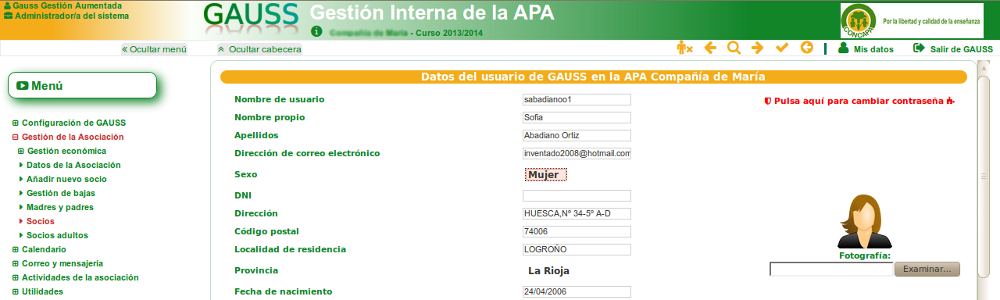 Gauss Gestión Aumentada
Administrador/a del sistema
GAUSS Gestión Interna de la APA
Compañía de María - Curso 2013/2014
CONCAPA
Por la libertad y calidad de la enseñanza
« Ocultar menú
Ocultar cabecera
Mis datos
Salir de GAUSS
Menú
Configuración de GAUSS
Gestión de la Asociación
Gestión económica
Datos de la Asociación
Añadir nuevo socio
Gestión de bajas
Madres y padres
Socios
Socios adultos
Calendario
Correo y mensajería
Actividades de la asociación
Utilidades
Datos del usuario de GAUSS en la APA Compañía de María
Nombre de usuario sabadianoo1
Pulsa aquí para cambiar contraseña
Nombre propio Sofia
Apellidos Abadiano Ortiz
Dirección de correo electrónico inventado2008@hotmail.com
Sexo Mujer
DNI
Dirección HUESCA,Nº 34-5º A-D
Código postal 74006
Localidad de residencia LOGROÑO
Provincia La Rioja
Fecha de nacimiento 24/04/2006
Fotografía:
Examinar...